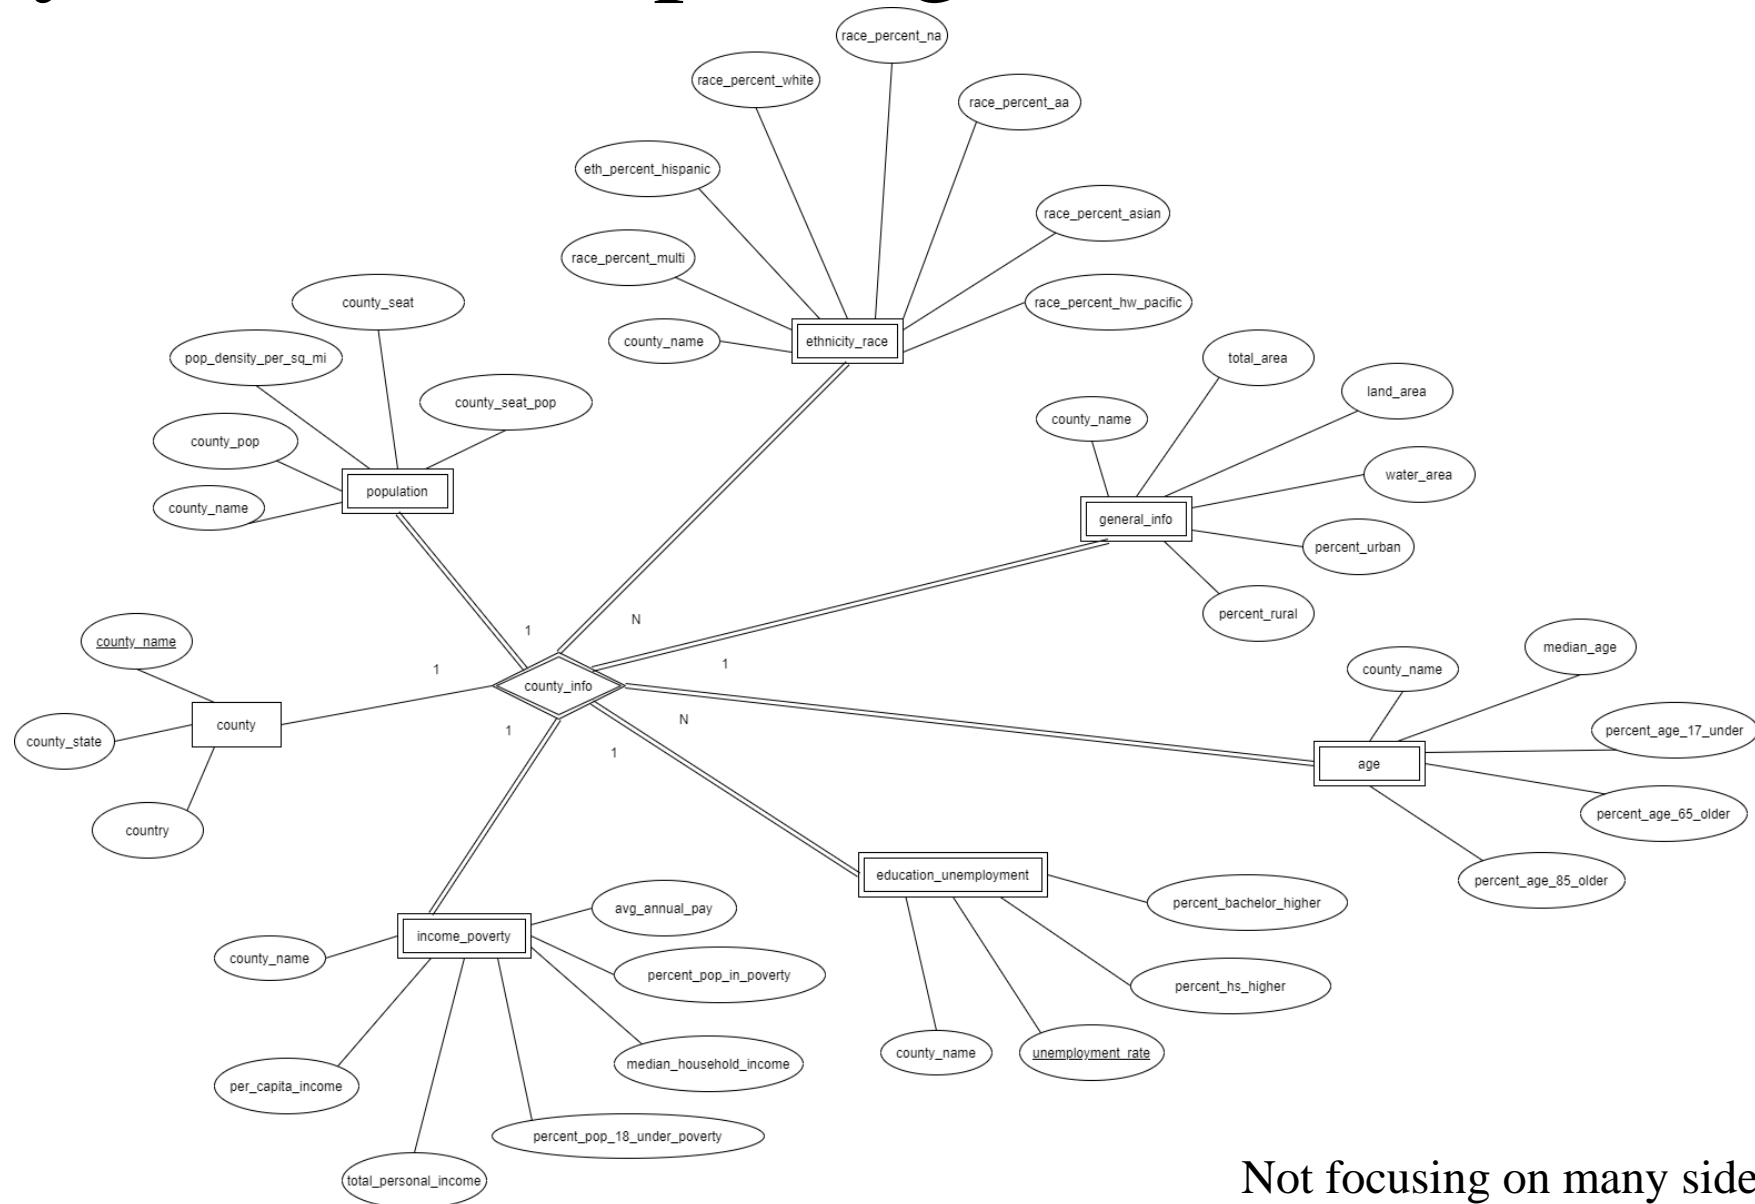 race_percent_na
race_percent_white
race_percent_aa
eth_percent_hispanic
race_percent_asian
race_percent_multi
race_percent_hw_pacific
county_name
ethnicity_race
county_seat
pop_density_per_sq_mi
county_seat_pop
county_pop
county_name
population
total_area
land_area
county_name
water_area
general_info
percent_urban
percent_rural
1
N
1
1
county_info
N
1
1
county_name
county
county_state
country
county_name
median_age
percent_age_17_under
age
percent_age_65_older
percent_age_85_older
education_unemployment
percent_bachelor_higher
percent_hs_higher
county_name
unemployment_rate
income_poverty
avg_annual_pay
county_name
percent_pop_in_poverty
median_household_income
per_capita_income
percent_pop_18_under_poverty
total_personal_income
Not focusing on many side